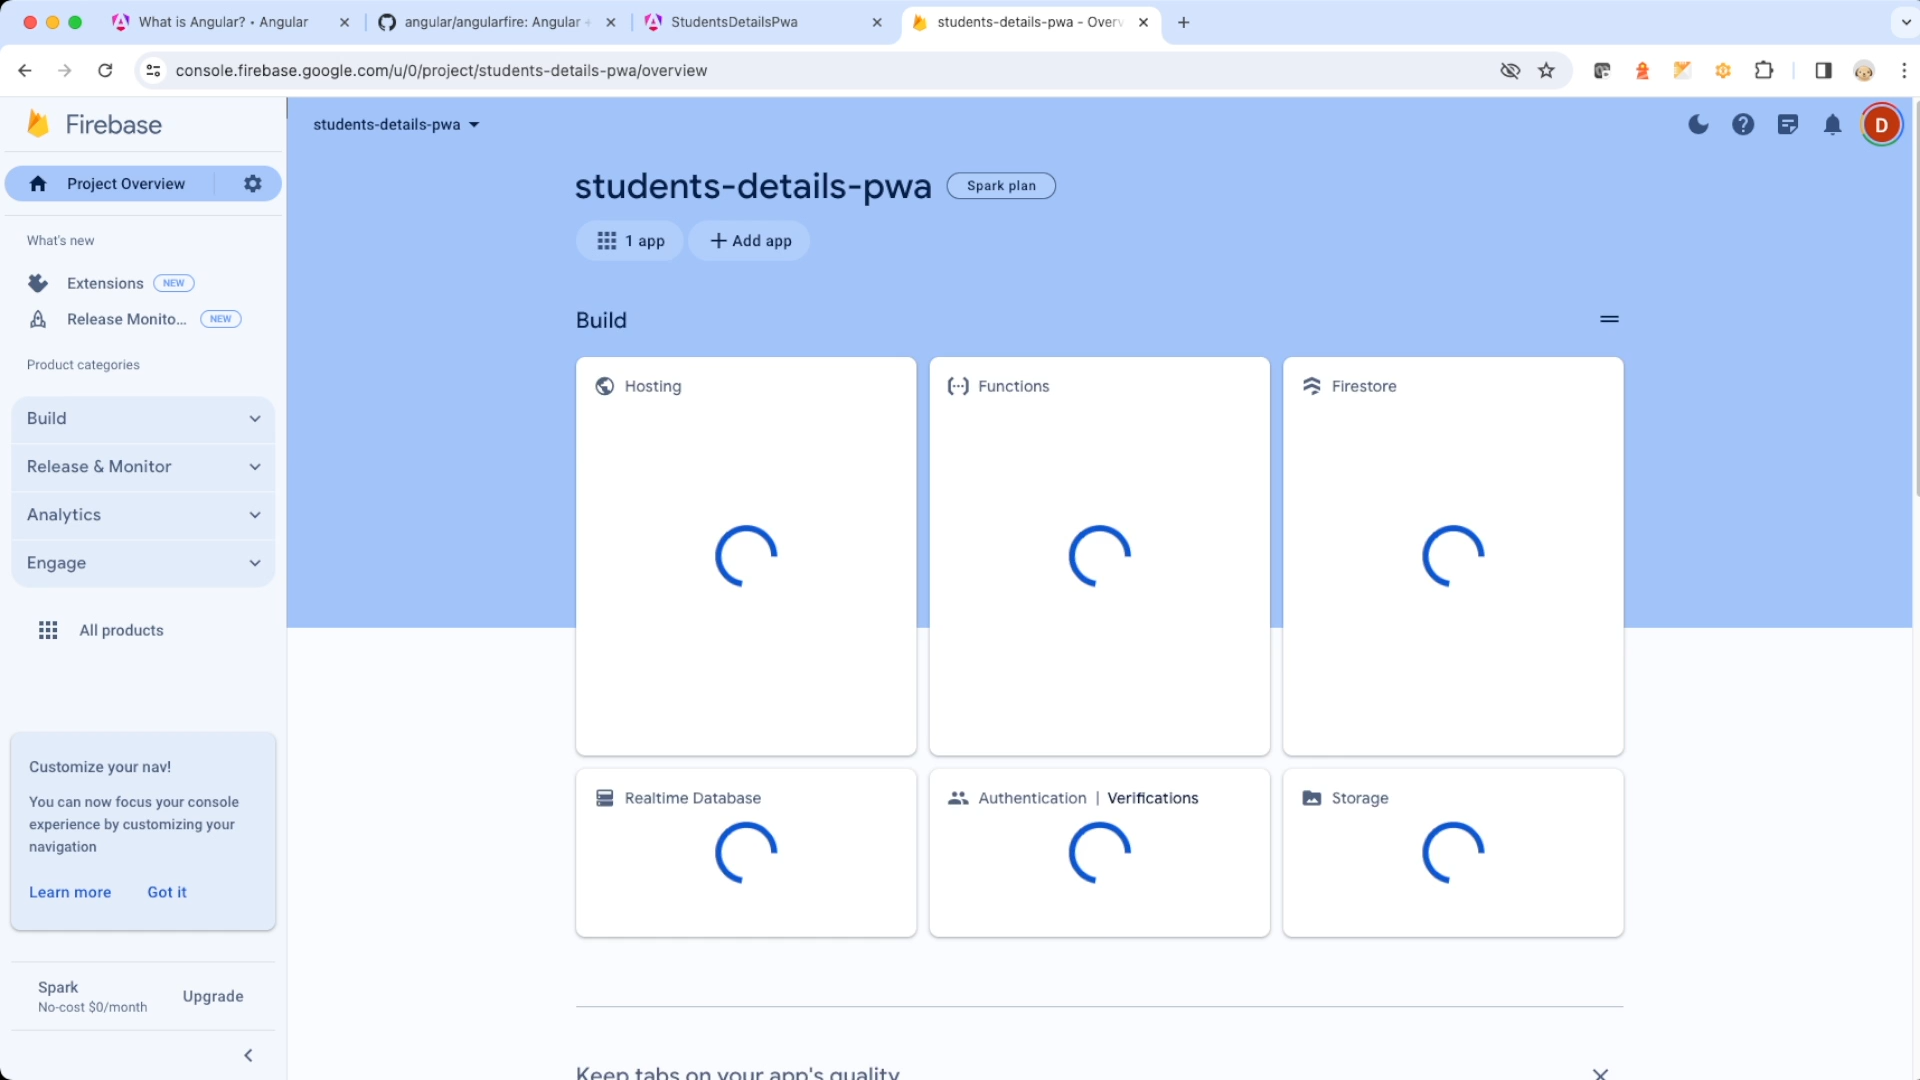 What is Angular? • Angular
angular/angularfire: Angular +
StudentsDetailsPwa
students-details-pwa - Overv
console.firebase.google.com/u/0/project/students-details-pwa/overview
Firebase
students-details-pwa
D
Project Overview
students-details-pwa
Spark plan
1 app
+ Add app
What's new
Extensions NEW
Release Monito... NEW
Product categories
Build
Release & Monitor
Analytics
Engage
All products
Build
Hosting
Functions
Firestore
Realtime Database
Authentication | Verifications
Storage
Customize your nav!
You can now focus your console
experience by customizing your
navigation
Learn more
Got it
Spark
No-cost $0/month
Upgrade
Keep tabs on your app's quality